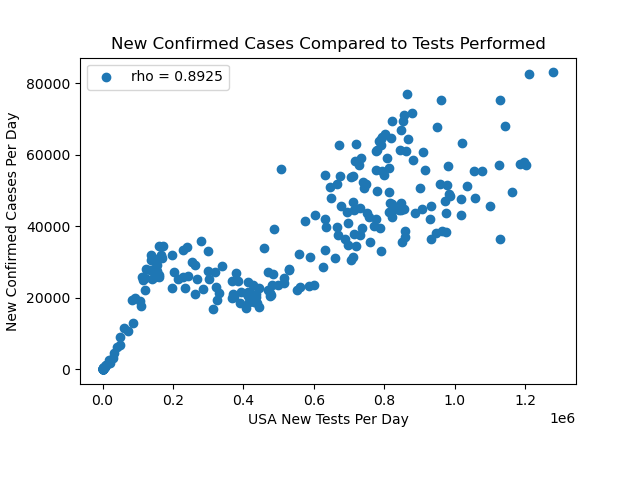 New Confirmed Cases Compared to Tests Performed
rho = 0.8925
New Confirmed Caeses Per Day
80000
60000
40000
20000
0
0.0 0.2 0.4 0.6 0.8 1.0 1.2
1e6
USA New Tests Per Day